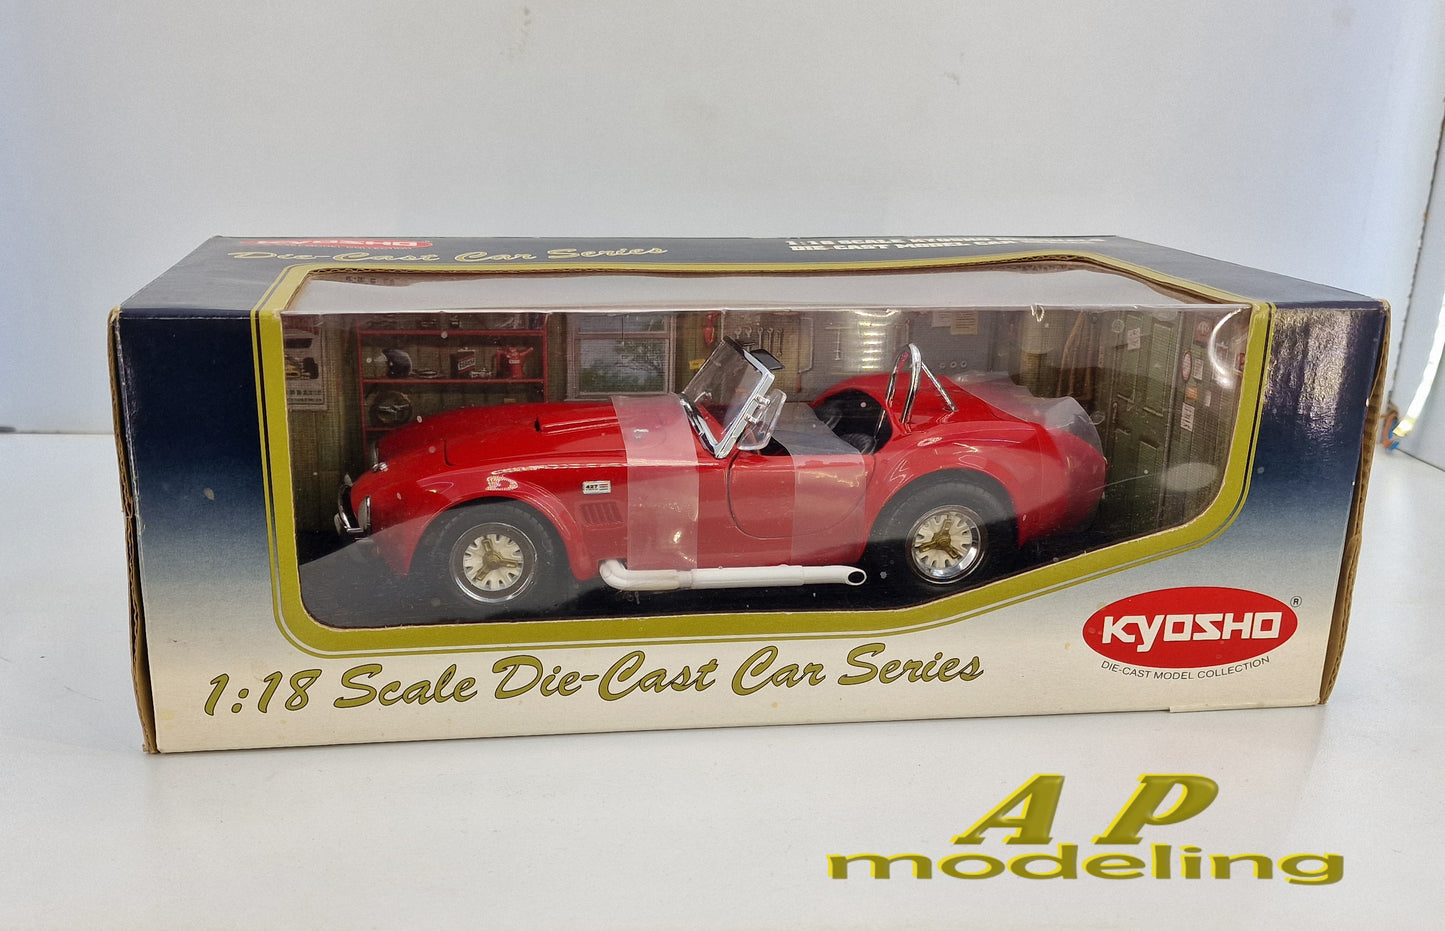 KYOSHO
Die-Cast Car Series
427
1:18 Scale Die-Cast Car Series
KYOSHO ®
DIE-CAST MODEL COLLECTION
AP
modeling